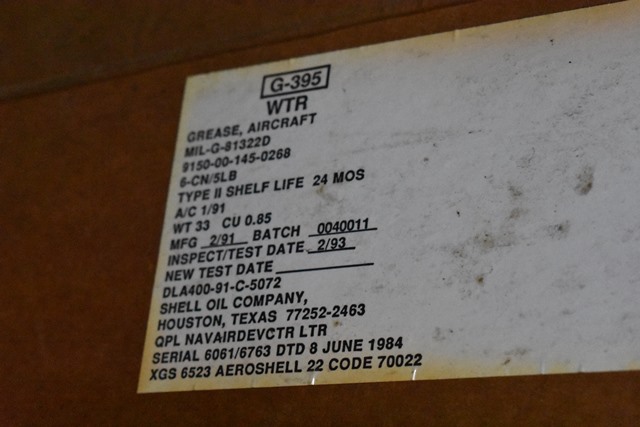 G-395
WTR
GREASE, AIRCRAFT
MIL-G-81322D
9150-00-145-0268
6-CN/5LB
TYPE II SHELF LIFE 24 MOS
A/C 1/91
WT 33 CU 0.85
MFG 2/91 BATCH 0040011
INSPECT/TEST DATE 2/93
NEW TEST DATE
DLA400-91-C-5072
SHELL OIL COMPANY,
HOUSTON, TEXAS 77252-2463
QPL NAVAIRDEVCTR LTR
SERIAL 6061/6763 DTD 8 JUNE 1984
XGS 6523 AEROSHELL 22 CODE 70022